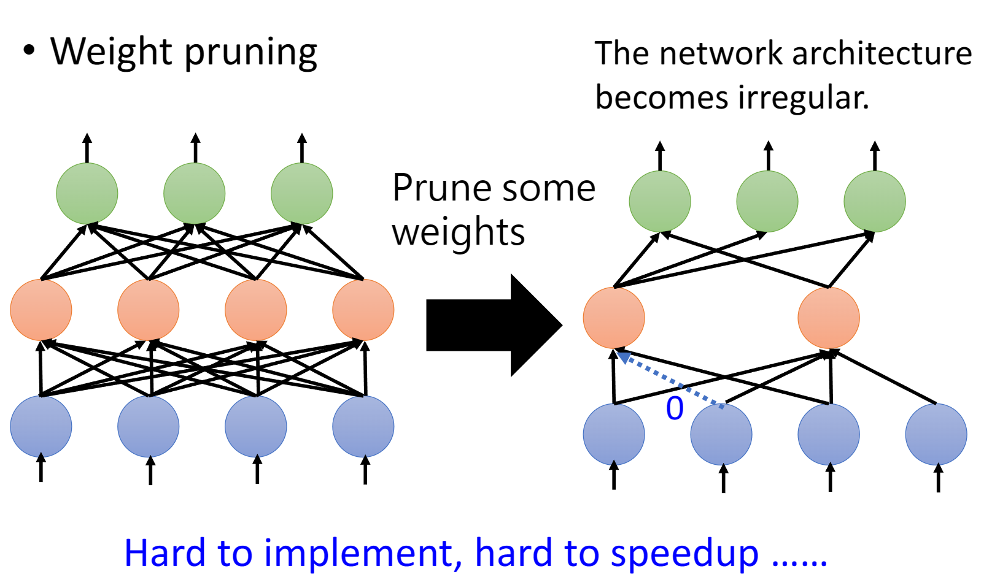 • Weight pruning
The network architecture
becomes irregular.
Prune some
weights
0
Hard to implement, hard to speedup ......